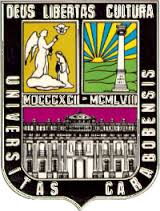 DEUS LIBERTAS CULTURA
MDCCCXCII-MCMLVIII
UNIVERSITAS CARABOBENSIS